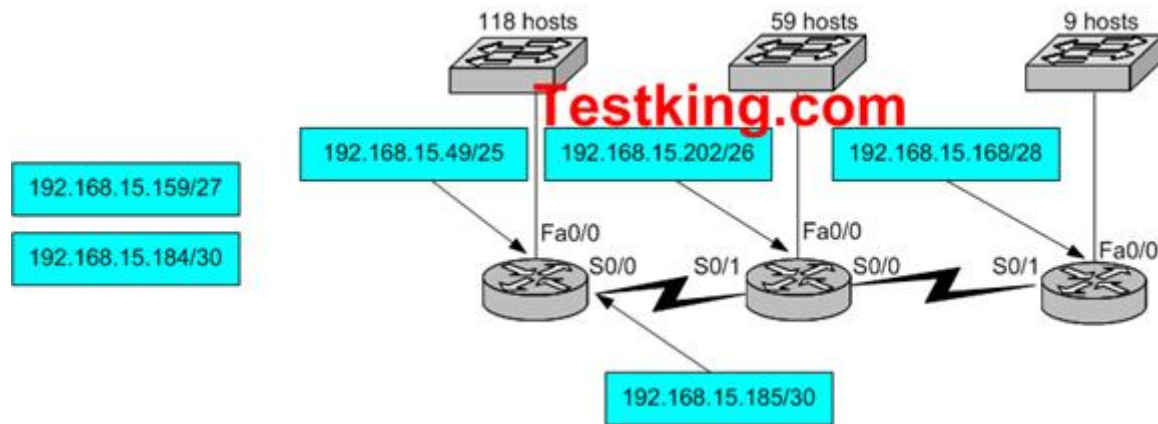 118 hosts
59 hosts
9 hosts
Testking.com
192.168.15.49/25
192.168.15.202/26
192.168.15.168/28
192.168.15.159/27
192.168.15.184/30
Fa0/0
Fa0/0
Fa0/0
S0/0
S0/1
S0/0
S0/1
192.168.15.185/30